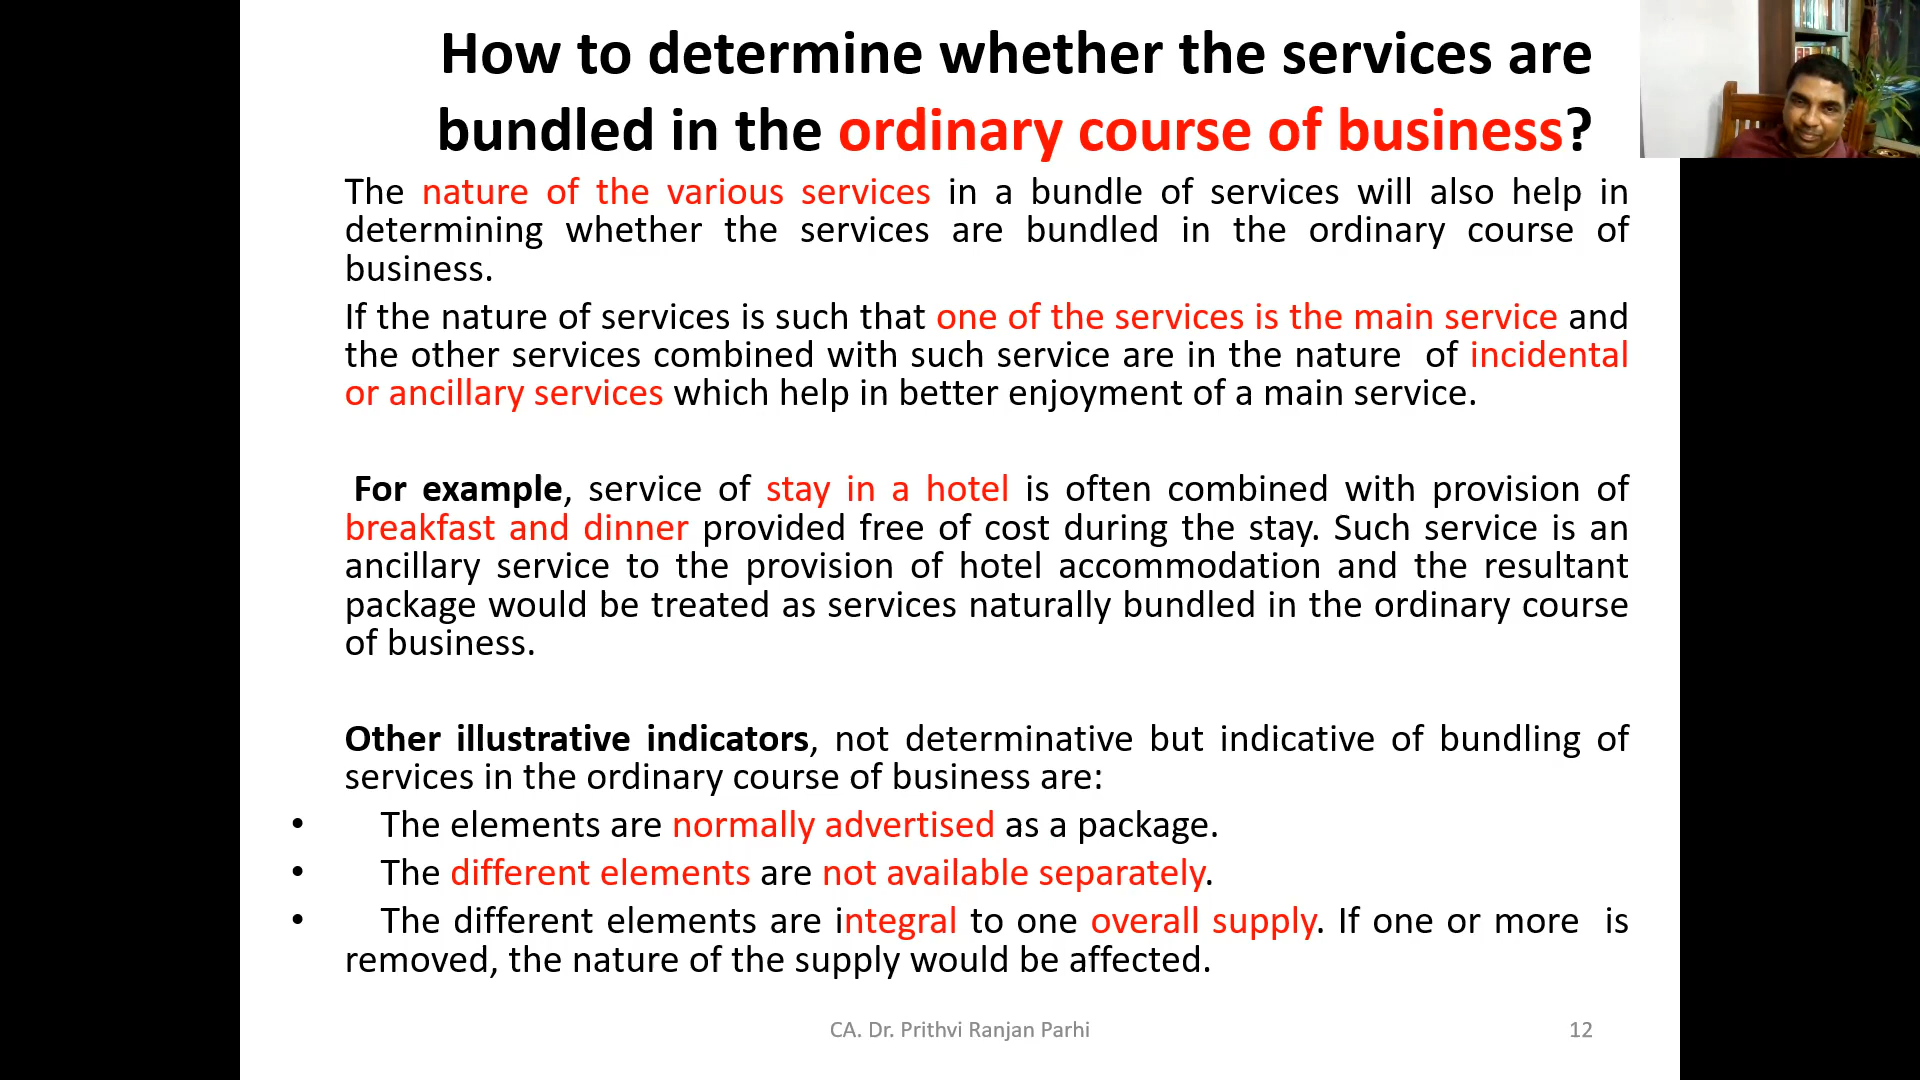 How to determine whether the services are
bundled in the ordinary course of business?
The nature of the various services in a bundle of services will also help in
determining whether the services are bundled in the ordinary course of
business.
If the nature of services is such that one of the services is the main service and
the other services combined with such service are in the nature of incidental
or ancillary services which help in better enjoyment of a main service.
For example, service of stay in a hotel is often combined with provision of
breakfast and dinner provided free of cost during the stay. Such service is an
ancillary service to the provision of hotel accommodation and the resultant
package would be treated as services naturally bundled in the ordinary course
of business.
Other illustrative indicators, not determinative but indicative of bundling of
services in the ordinary course of business are:
• The elements are normally advertised as a package.
• The different elements are not available separately.
• The different elements are integral to one overall supply. If one or more is
removed, the nature of the supply would be affected.
CA. Dr. Prithvi Ranjan Parhi
12